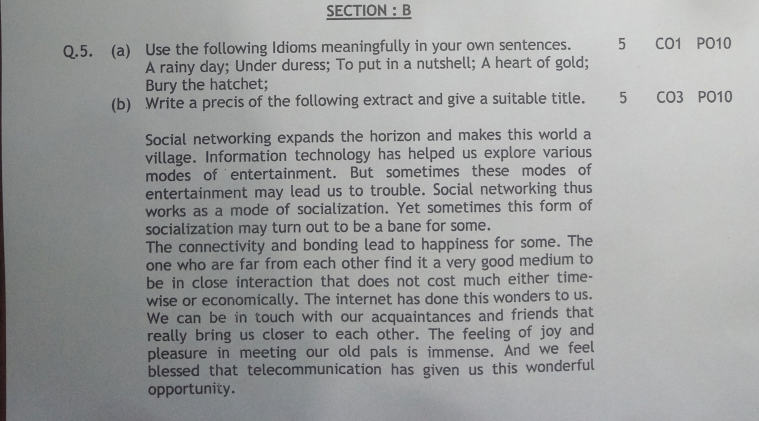 SECTION : B
Q.5. (a) Use the following Idioms meaningfully in your own sentences. 5 CO1 PO10
A rainy day; Under duress; To put in a nutshell; A heart of gold;
Bury the hatchet;
(b) Write a precis of the following extract and give a suitable title. 5 CO3 PO10
Social networking expands the horizon and makes this world a
village. Information technology has helped us explore various
modes of entertainment. But sometimes these modes of
entertainment may lead us to trouble. Social networking thus
works as a mode of socialization. Yet sometimes this form of
socialization may turn out to be a bane for some.
The connectivity and bonding lead to happiness for some. The
one who are far from each other find it a very good medium to
be in close interaction that does not cost much either time-
wise or economically. The internet has done this wonders to us.
We can be in touch with our acquaintances and friends that
really bring us closer to each other. The feeling of joy and
pleasure in meeting our old pals is immense. And we feel
blessed that telecommunication has given us this wonderful
opportunity.